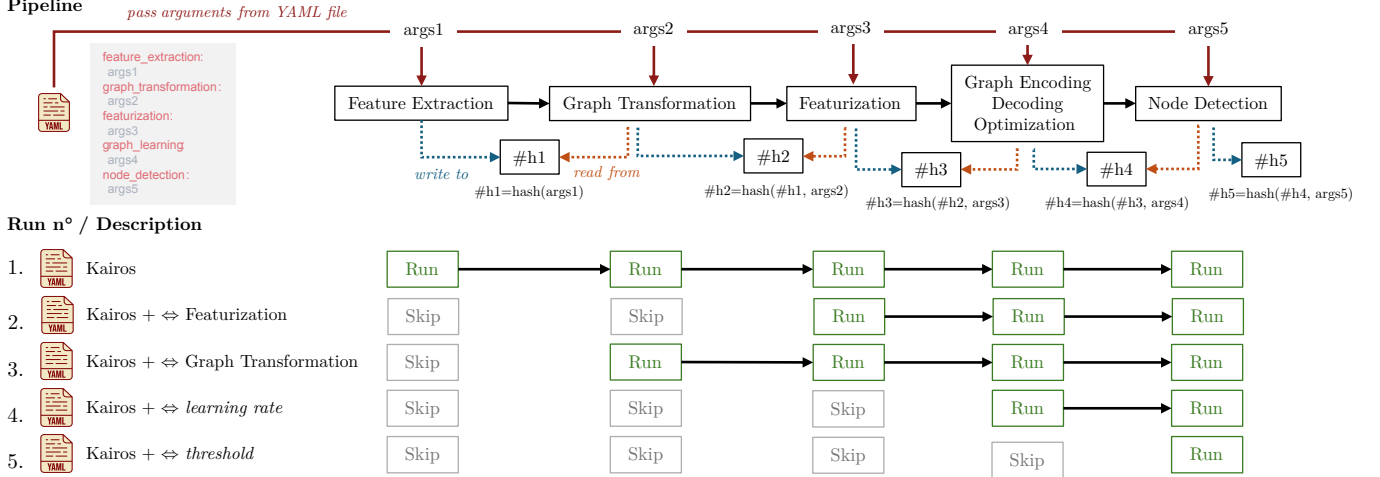 Pipeline
pass arguments from YAML file
args1
args2
args3
args4
args5
YAML
feature_extraction:
args1
graph_transformation:
args2
featurization:
args3
graph_learning:
args4
node_detection:
args5
Feature Extraction
Graph Transformation
Featurization
Graph Encoding
Decoding
Optimization
Node Detection
write to
#h1
read from
#h2
#h3
#h4
#h5
#h1=hash(args1)
#h2=hash(#h1, args2)
#h3=hash(#h2, args3)
#h4=hash(#h3, args4)
#h5=hash(#h4, args5)
Run n° / Description
1. YAML Kairos Run Run Run Run Run
2. YAML Kairos + ⇔ Featurization Skip Skip Run Run Run
3. YAML Kairos + ⇔ Graph Transformation Skip Run Run Run Run
4. YAML Kairos + ⇔ learning rate Skip Skip Skip Run Run
5. YAML Kairos + ⇔ threshold Skip Skip Skip Skip Run